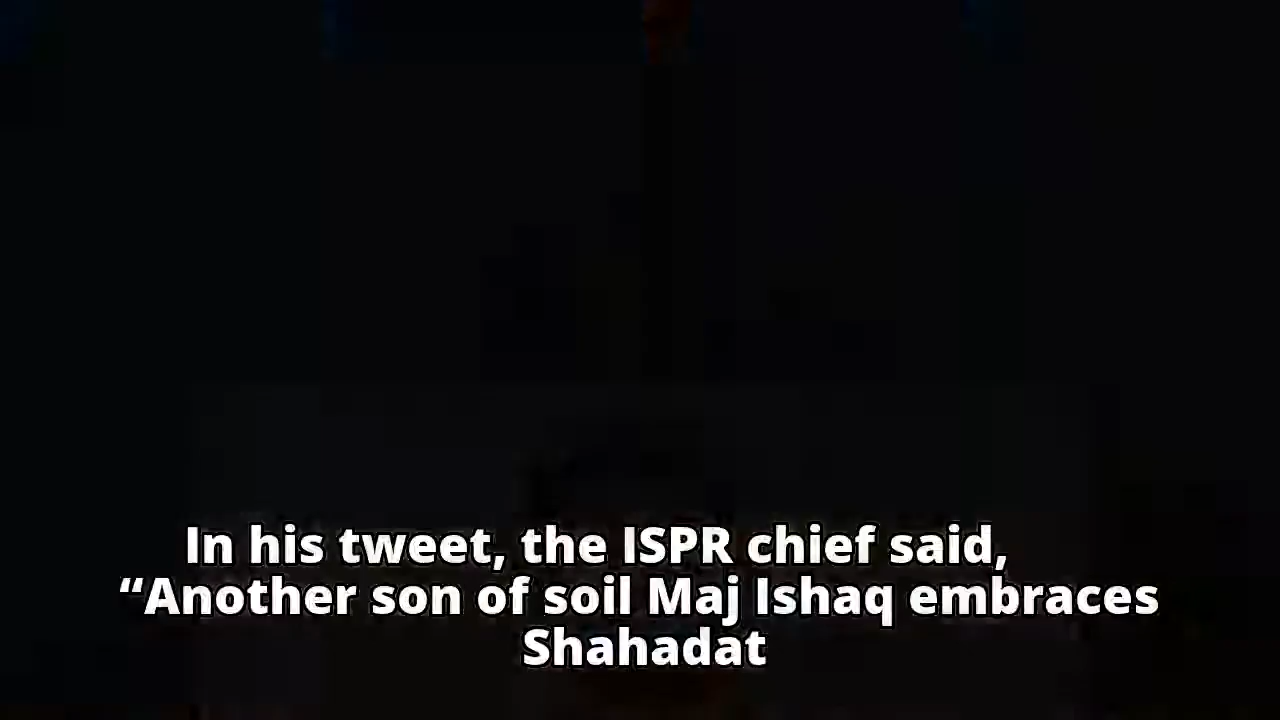 In his tweet, the ISPR chief said,
“Another son of soil Maj Ishaq embraces
Shahadat